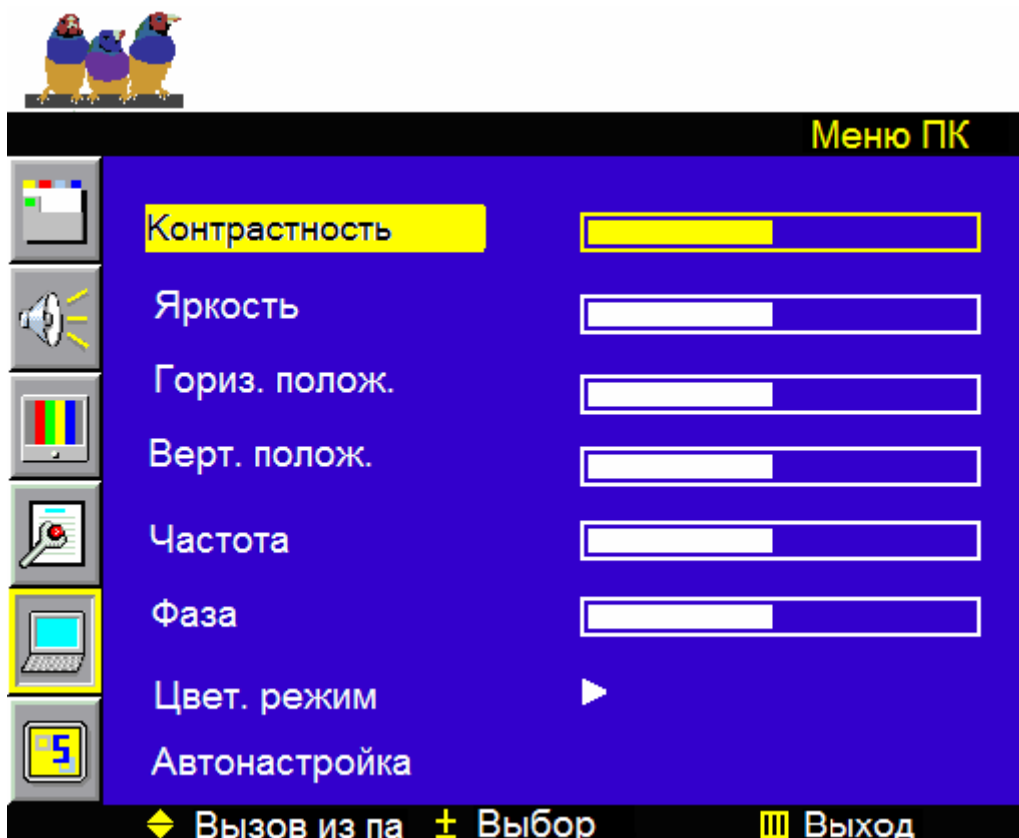 Меню ПК
Контрастность
Яркость
Гориз. полож.
Верт. полож.
Частота
Фаза
Цвет. режим
Автонастройка
Вызов из па ± Выбор Выход